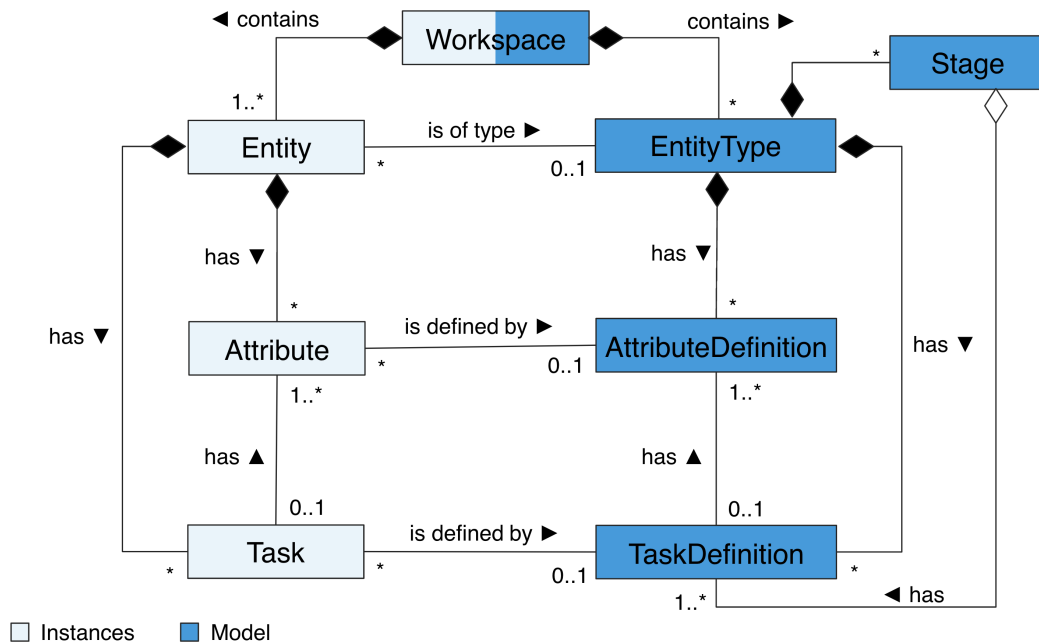 ◄ contains
Workspace
contains ►
*
Stage
1..*
*
Entity
is of type ►
EntityType
*
0..1
has ▼
has ▼
*
*
has ▼
is defined by ►
has ▼
Attribute
AttributeDefinition
*
0..1
1..*
1..*
has ▲
has ▲
0..1
0..1
is defined by ►
Task
TaskDefinition
*
*
0..1
*
1..*
◄ has
Instances
Model